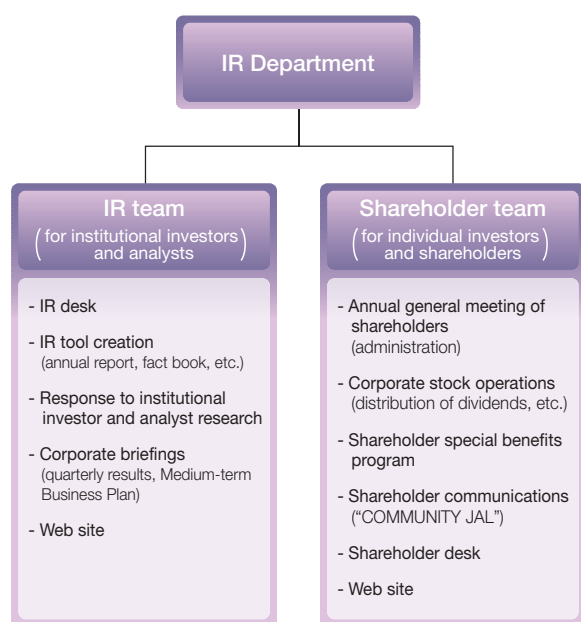 IR Department
IR team
(for institutional investors
and analysts)
- IR desk
- IR tool creation
(annual report, fact book, etc.)
- Response to institutional
investor and analyst research
- Corporate briefings
(quarterly results, Medium-term
Business Plan)
- Web site
Shareholder team
(for individual investors
and shareholders)
- Annual general meeting of
shareholders
(administration)
- Corporate stock operations
(distribution of dividends, etc.)
- Shareholder special benefits
program
- Shareholder communications
(“COMMUNITY JAL”)
- Shareholder desk
- Web site